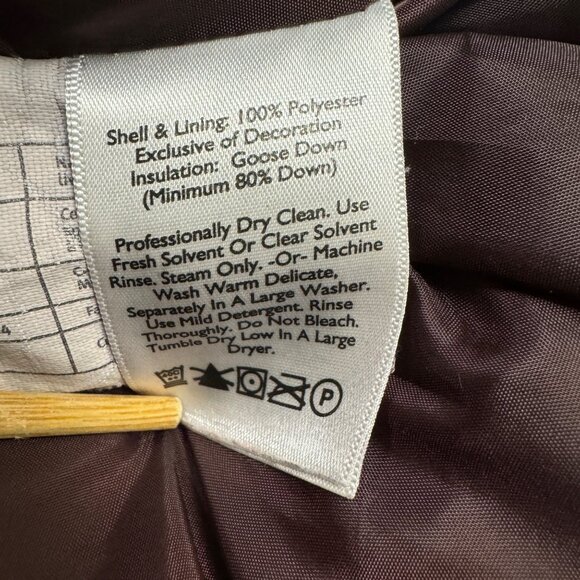 Shell & Lining: 100% Polyester
Exclusive of Decoration
Insulation: Goose Down
(Minimum 80% Down)
Professionally Dry Clean. Use
Fresh Solvent Or Clear Solvent
Rinse. Steam Only. -Or- Machine
Wash Warm Delicate,
Separately In A Large Washer.
Use Mild Detergent. Rinse
Thoroughly. Do Not Bleach.
Tumble Dry Low In A Large
Dryer.
P